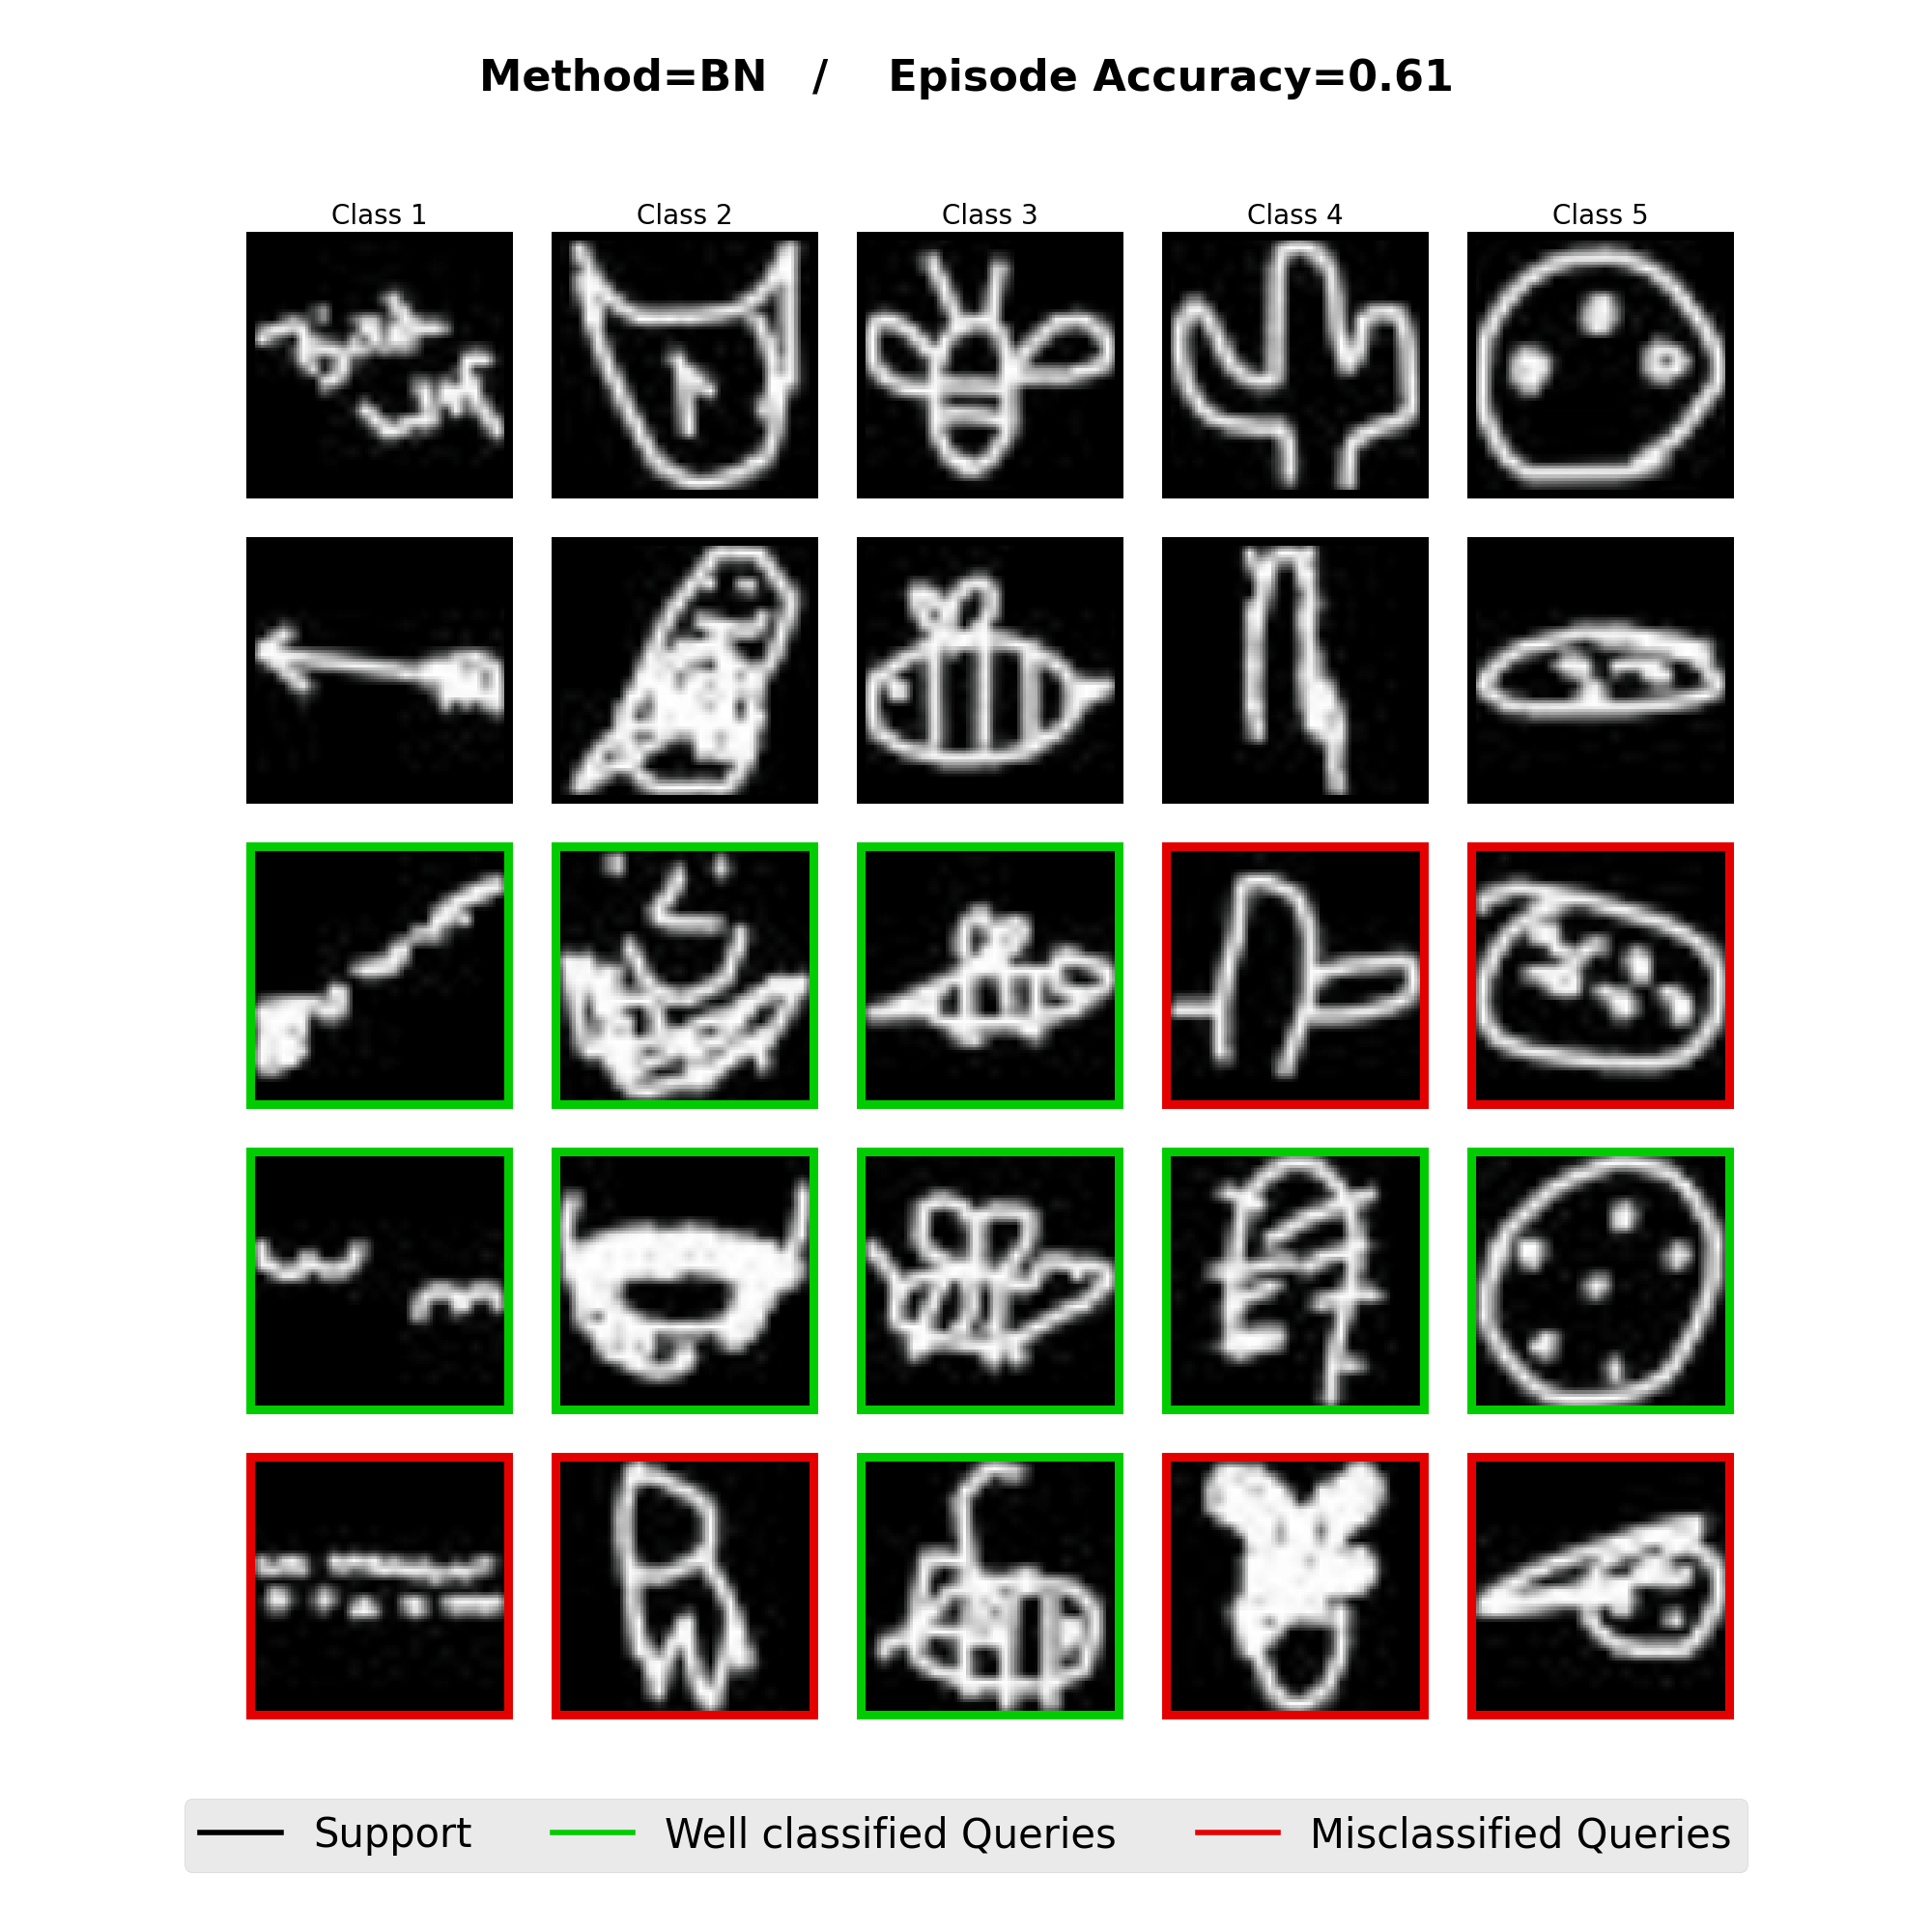 Method=BN / Episode Accuracy=0.61
Class 1 Class 2 Class 3 Class 4 Class 5
Support Well classified Queries Misclassified Queries